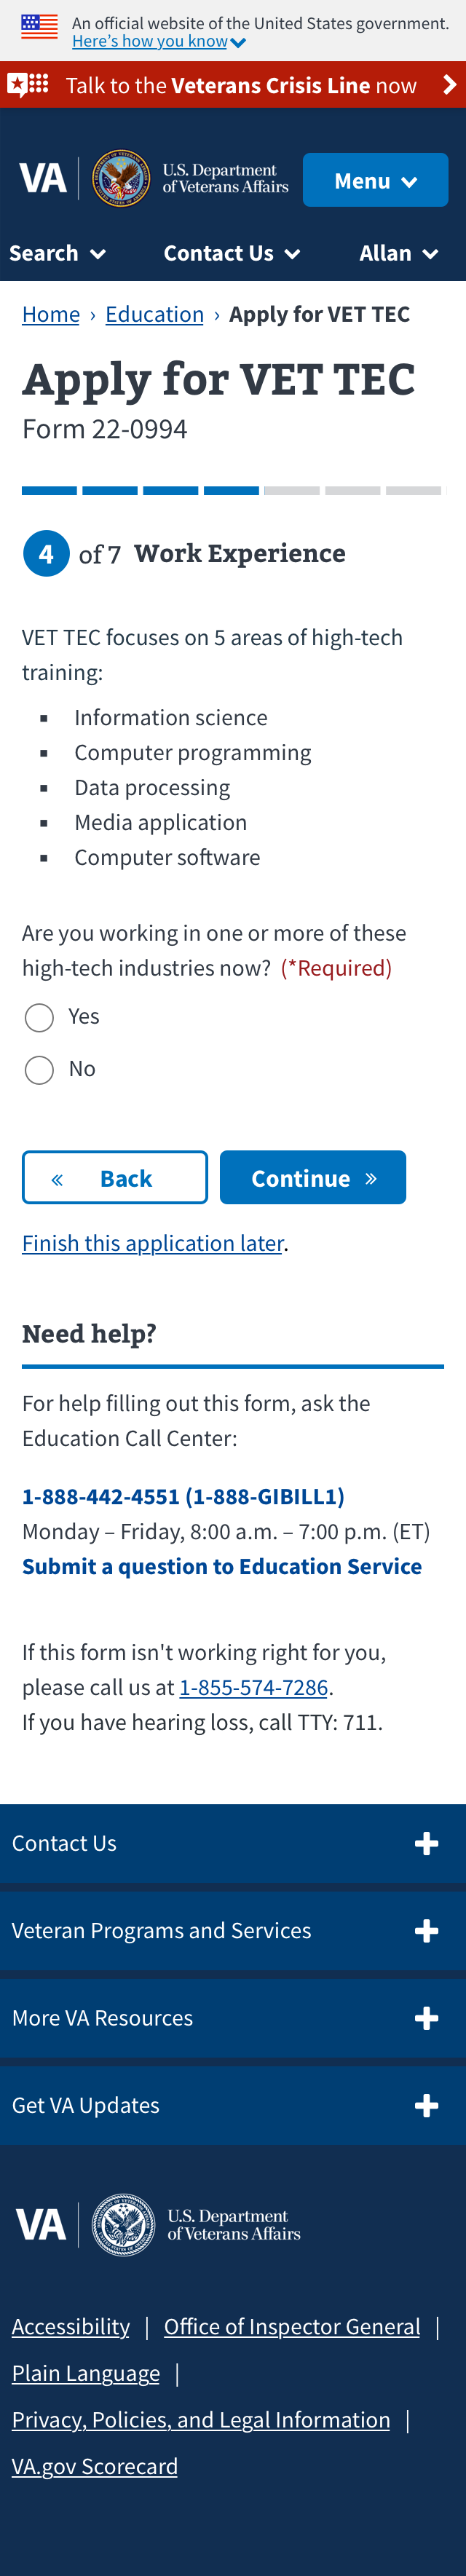 An official website of the United States government.
Here’s how you know
Talk to the Veterans Crisis Line now
VA
U.S. Department
of Veterans Affairs
Menu
Search
Contact Us
Allan
Home › Education › Apply for VET TEC
Apply for VET TEC
Form 22-0994
4 of 7 Work Experience
VET TEC focuses on 5 areas of high-tech
training:
▪ Information science
▪ Computer programming
▪ Data processing
▪ Media application
▪ Computer software
Are you working in one or more of these
high-tech industries now? (*Required)
Yes
No
« Back
Continue »
Finish this application later.
Need help?
For help filling out this form, ask the
Education Call Center:
1-888-442-4551 (1-888-GIBILL1)
Monday – Friday, 8:00 a.m. – 7:00 p.m. (ET)
Submit a question to Education Service
If this form isn't working right for you,
please call us at 1-855-574-7286.
If you have hearing loss, call TTY: 711.
Contact Us
Veteran Programs and Services
More VA Resources
Get VA Updates
VA
U.S. Department
of Veterans Affairs
Accessibility | Office of Inspector General |
Plain Language |
Privacy, Policies, and Legal Information |
VA.gov Scorecard